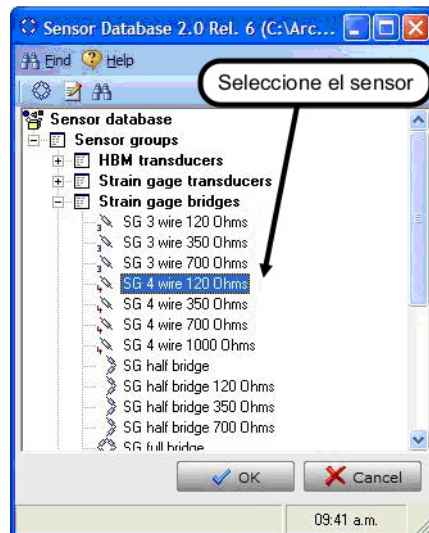 Sensor Database 2.0 Rel. 6 (C:\Arc...
Find Help
Seleccione el sensor
Sensor database
Sensor groups
HBM transducers
Strain gage transducers
Strain gage bridges
SG 3 wire 120 Ohms
SG 3 wire 350 Ohms
SG 3 wire 700 Ohms
SG 4 wire 120 Ohms
SG 4 wire 350 Ohms
SG 4 wire 700 Ohms
SG 4 wire 1000 Ohms
SG half bridge
SG half bridge 120 Ohms
SG half bridge 350 Ohms
SG half bridge 700 Ohms
SG full bridge
OK Cancel
09:41 a.m.